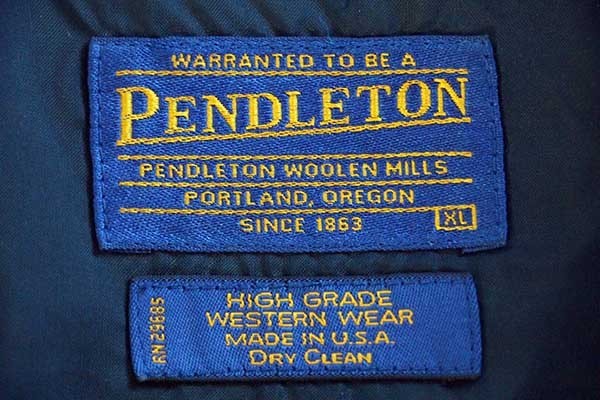 WARRANTED TO BE A
PENDLETON
PENDLETON WOOLEN MILLS
PORTLAND, OREGON
SINCE 1863
XL
HIGH GRADE
WESTERN WEAR
MADE IN U.S.A.
DRY CLEAN
RN 29685